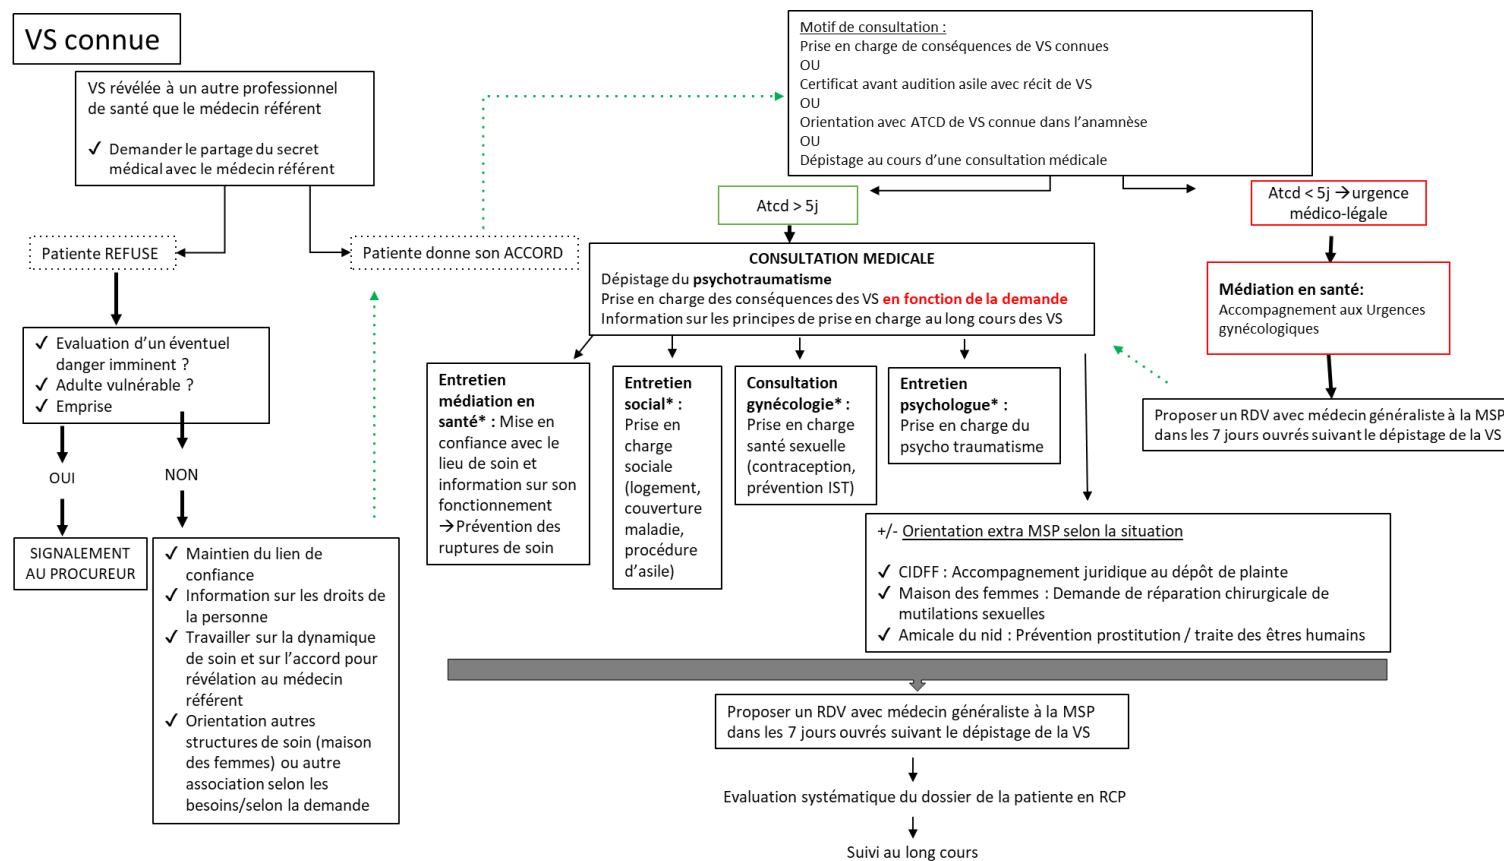 VS connue
VS révélée à un autre professionnel
de santé que le médecin référent
✓ Demander le partage du secret
médical avec le médecin référent
Patiente REFUSE
Patiente donne son ACCORD
✓ Evaluation d'un éventuel
danger imminent ?
✓ Adulte vulnérable ?
✓ Emprise
OUI
NON
SIGNALEMENT
AU PROCUREUR
✓ Maintien du lien de
confiance
✓ Information sur les droits de
la personne
✓ Travailler sur la dynamique
de soin et sur l'accord pour
révélation au médecin
référent
✓ Orientation autres
structures de soin (maison
des femmes) ou autre
association selon les
besoins/selon la demande
Motif de consultation :
Prise en charge de conséquences de VS connues
OU
Certificat avant audition asile avec récit de VS
OU
Orientation avec ATCD de VS connue dans l'anamnèse
OU
Dépistage au cours d'une consultation médicale
Atcd > 5j
Atcd < 5j →urgence
médico-légale
CONSULTATION MEDICALE
Dépistage du psychotraumatisme
Prise en charge des conséquences des VS en fonction de la demande
Information sur les principes de prise en charge au long cours des VS
Médiation en santé:
Accompagnement aux Urgences
gynécologiques
Proposer un RDV avec médecin généraliste à la MSP
dans les 7 jours ouvrés suivant le dépistage de la VS
Entretien
médiation en
santé* : Mise en
confiance avec le
lieu de soin et
information sur son
fonctionnement
→Prévention des
ruptures de soin
Entretien
social* :
Prise en
charge
sociale
(logement,
couverture
maladie,
procédure
d'asile)
Consultation
gynécologie* :
Prise en charge
santé sexuelle
(contraception,
prévention IST)
Entretien
psychologue* :
Prise en charge du
psycho traumatisme
+/- Orientation extra MSP selon la situation
✓ CIDFF : Accompagnement juridique au dépôt de plainte
✓ Maison des femmes : Demande de réparation chirurgicale de
mutilations sexuelles
✓ Amicale du nid : Prévention prostitution / traite des êtres humains
Proposer un RDV avec médecin généraliste à la MSP
dans les 7 jours ouvrés suivant le dépistage de la VS
Evaluation systématique du dossier de la patiente en RCP
Suivi au long cours